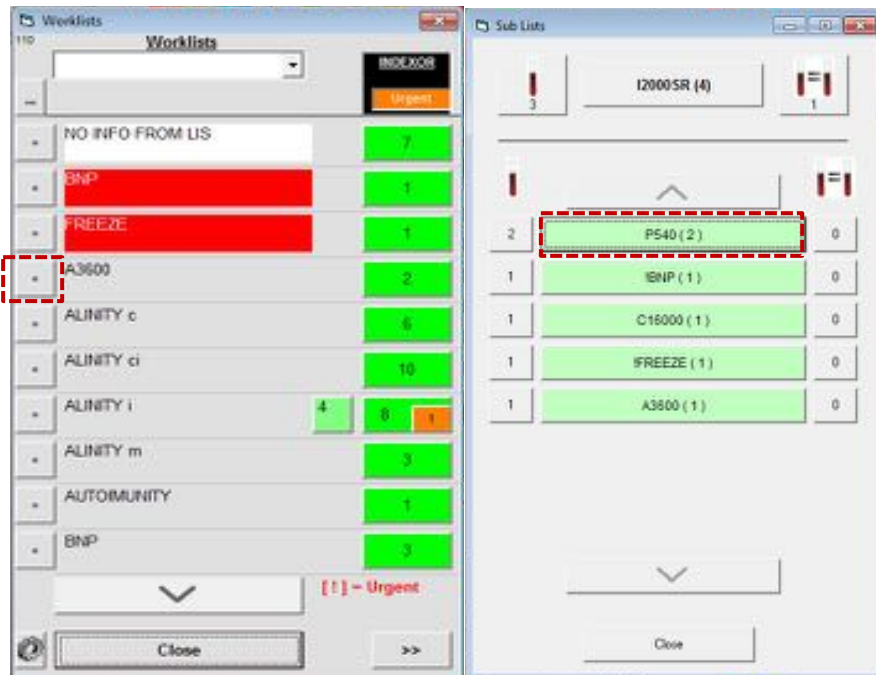 Worklists
110
Worklists
INDEXOR
Urgent
...
NO INFO FROM LIS
7
BNP
1
FREEZE
1
A3600
2
ALINITY c
6
ALINITY ci
10
ALINITY i
4
8
1
ALINITY m
3
AUTOIMUNITY
1
BNP
3
[!] - Urgent
Close
>>
Sub Lists
3
I2000SR (4)
1
2
P540 ( 2 )
0
1
!BNP ( 1 )
0
1
C16000 ( 1 )
0
1
!FREEZE ( 1 )
0
1
A3600 ( 1 )
0
Close